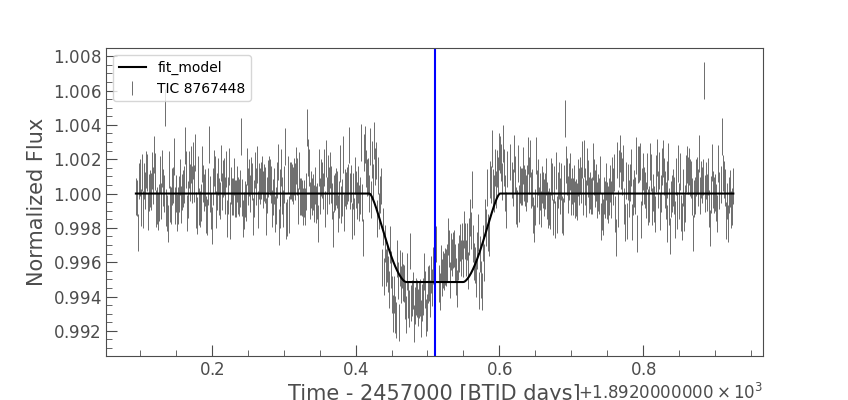 1.008
1.006
1.004
1.002
1.000
0.998
0.996
0.994
0.992
Normalized Flux
fit_model
TIC 8767448
0.2
0.4
0.6
0.8
Time - 2457000 [BTJD days]
+1.8920000000 × 10³